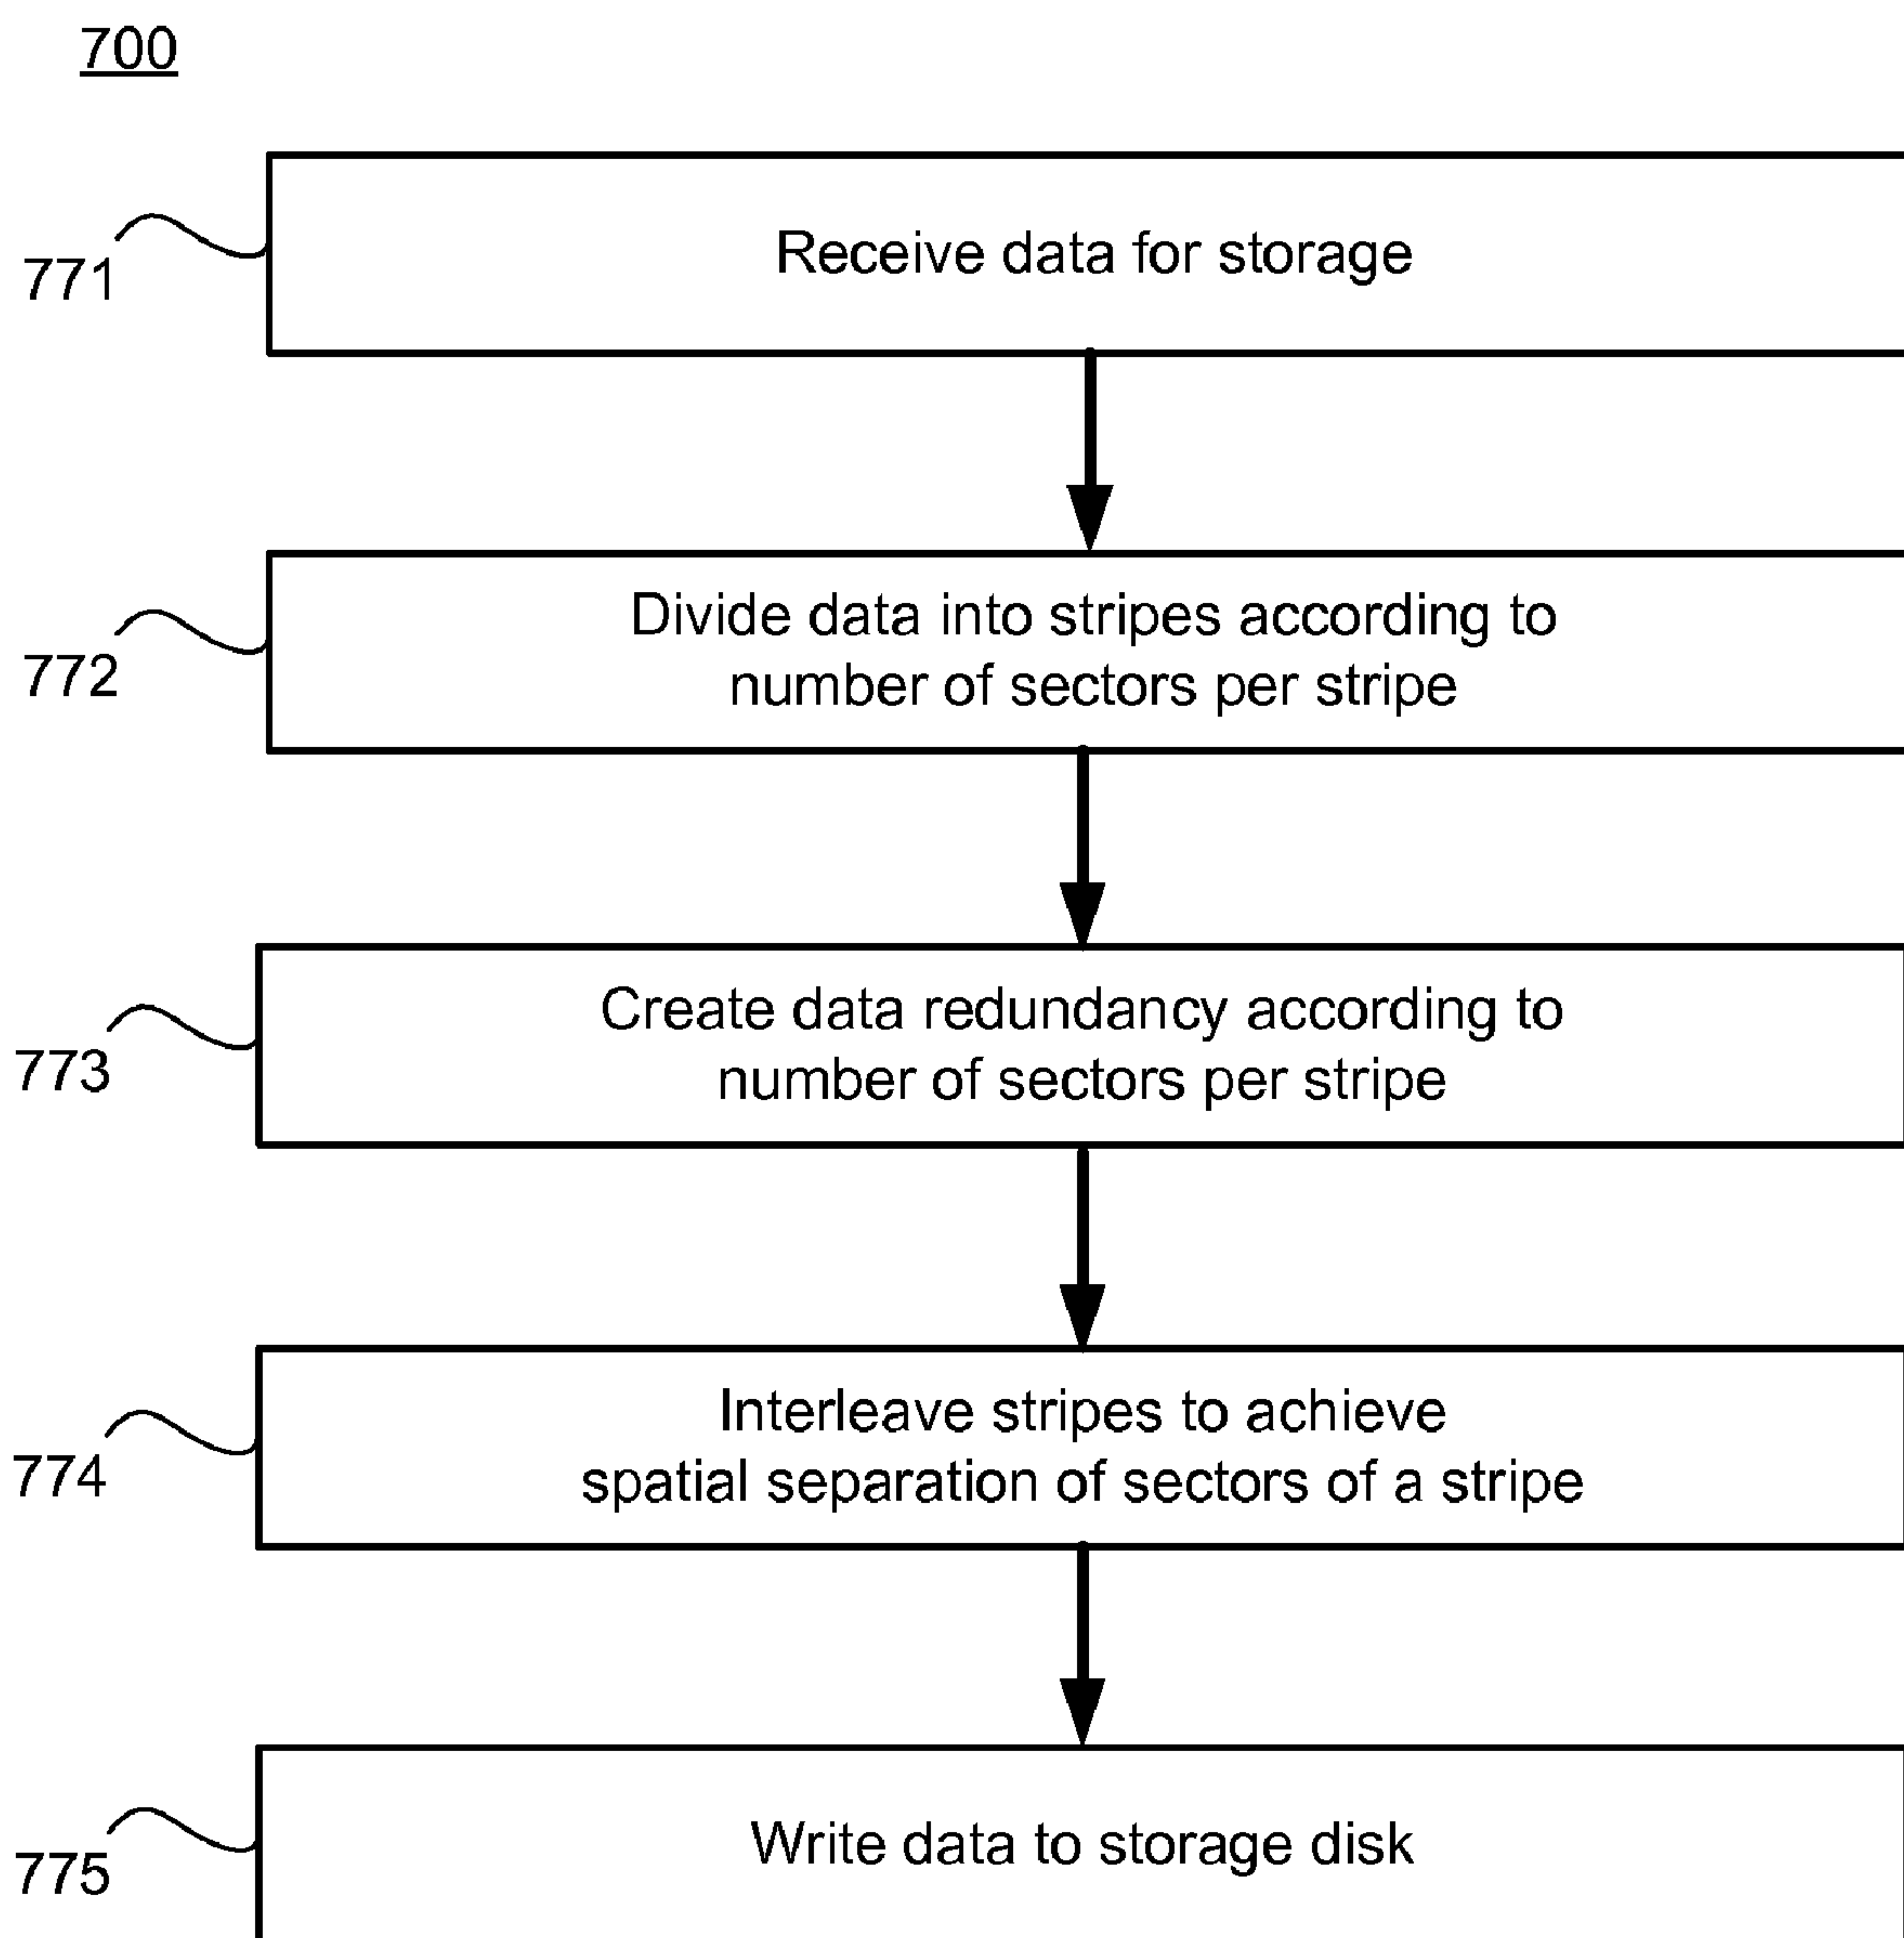 700
771
Receive data for storage
772
Divide data into stripes according to
number of sectors per stripe
773
Create data redundancy according to
number of sectors per stripe
774
Interleave stripes to achieve
spatial separation of sectors of a stripe
775
Write data to storage disk